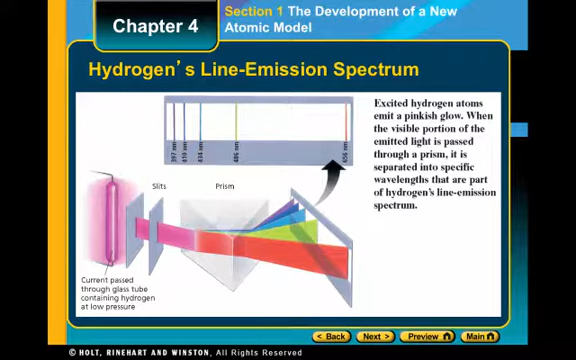 Chapter 4
Section 1 The Development of a New
Atomic Model
Hydrogen’s Line-Emission Spectrum
397 nm
410 nm
434 nm
486 nm
656 nm
Excited hydrogen atoms
emit a pinkish glow. When
the visible portion of the
emitted light is passed
through a prism, it is
separated into specific
wavelengths that are part
of hydrogen’s line-emission
spectrum.
Slits
Prism
Current passed
through glass tube
containing hydrogen
at low pressure
< Back
Next >
Preview
Main
© HOLT, RINEHART AND WINSTON, All Rights Reserved